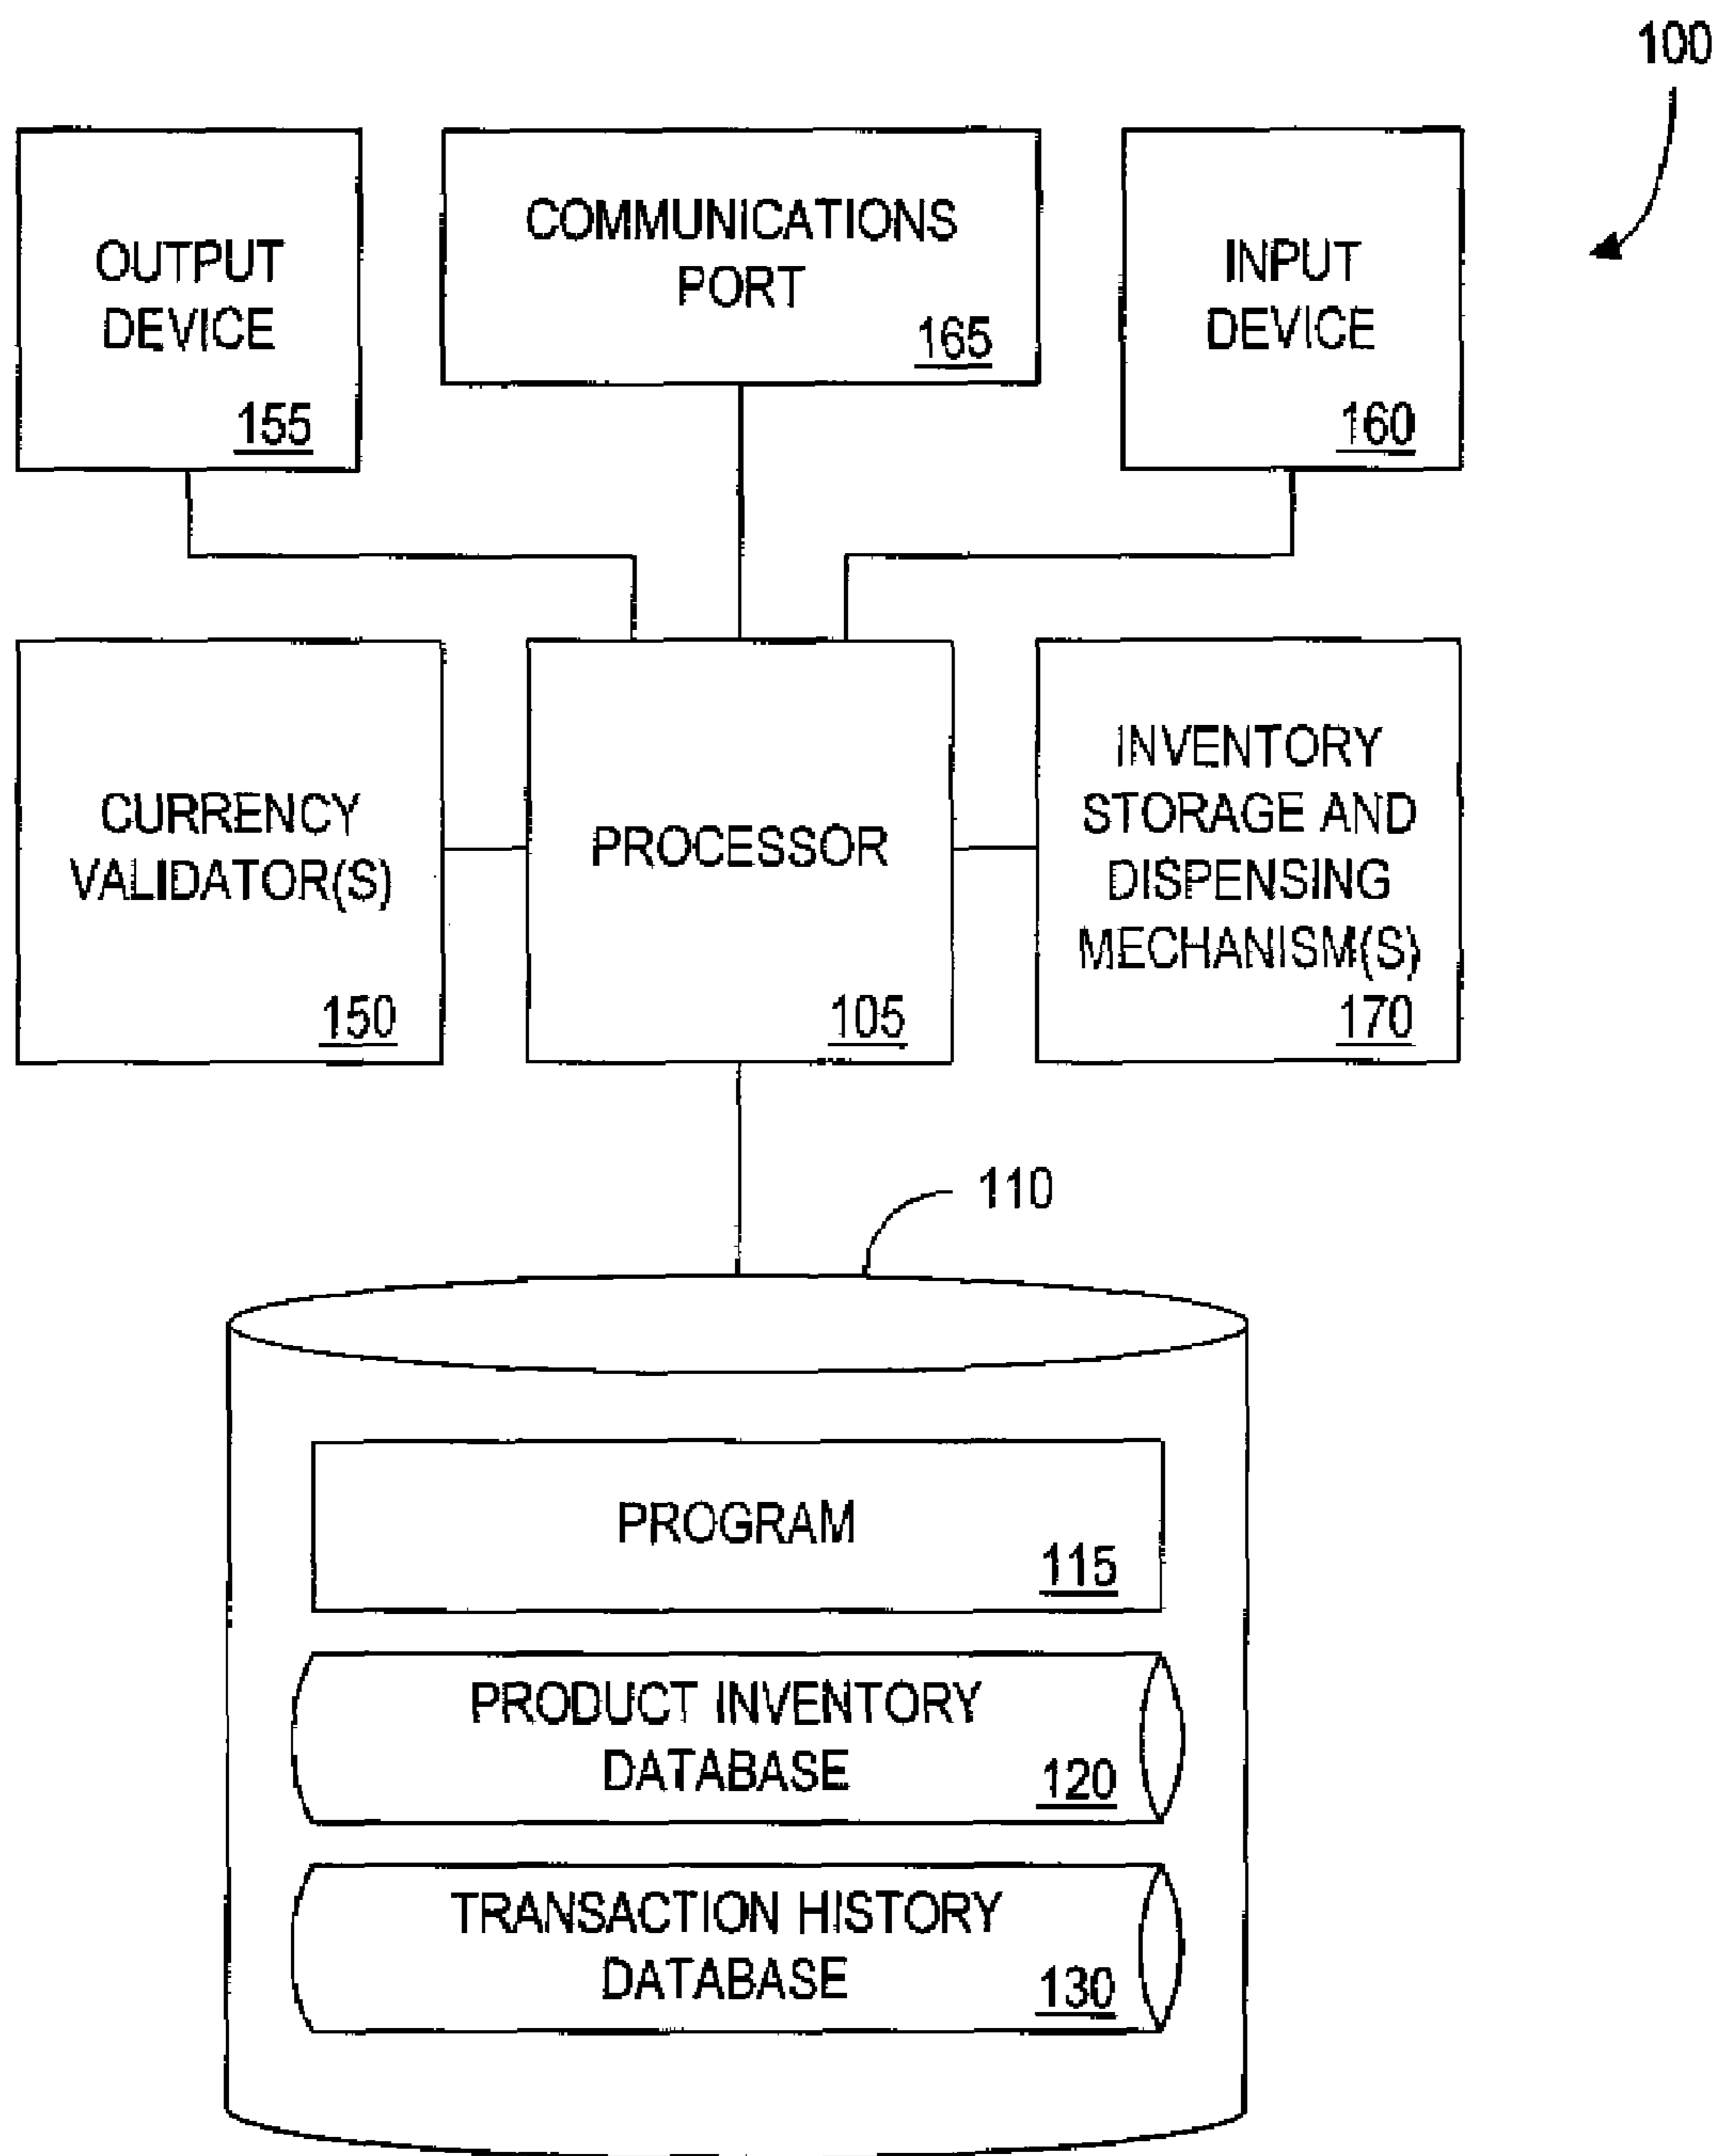 100
OUTPUT
DEVICE
155
COMMUNICATIONS
PORT
165
INPUT
DEVICE
160
CURRENCY
VALIDATOR(S)
150
PROCESSOR
105
INVENTORY
STORAGE AND
DISPENSING
MECHANISM(S)
170
110
PROGRAM
115
PRODUCT INVENTORY
DATABASE
120
TRANSACTION HISTORY
DATABASE
130